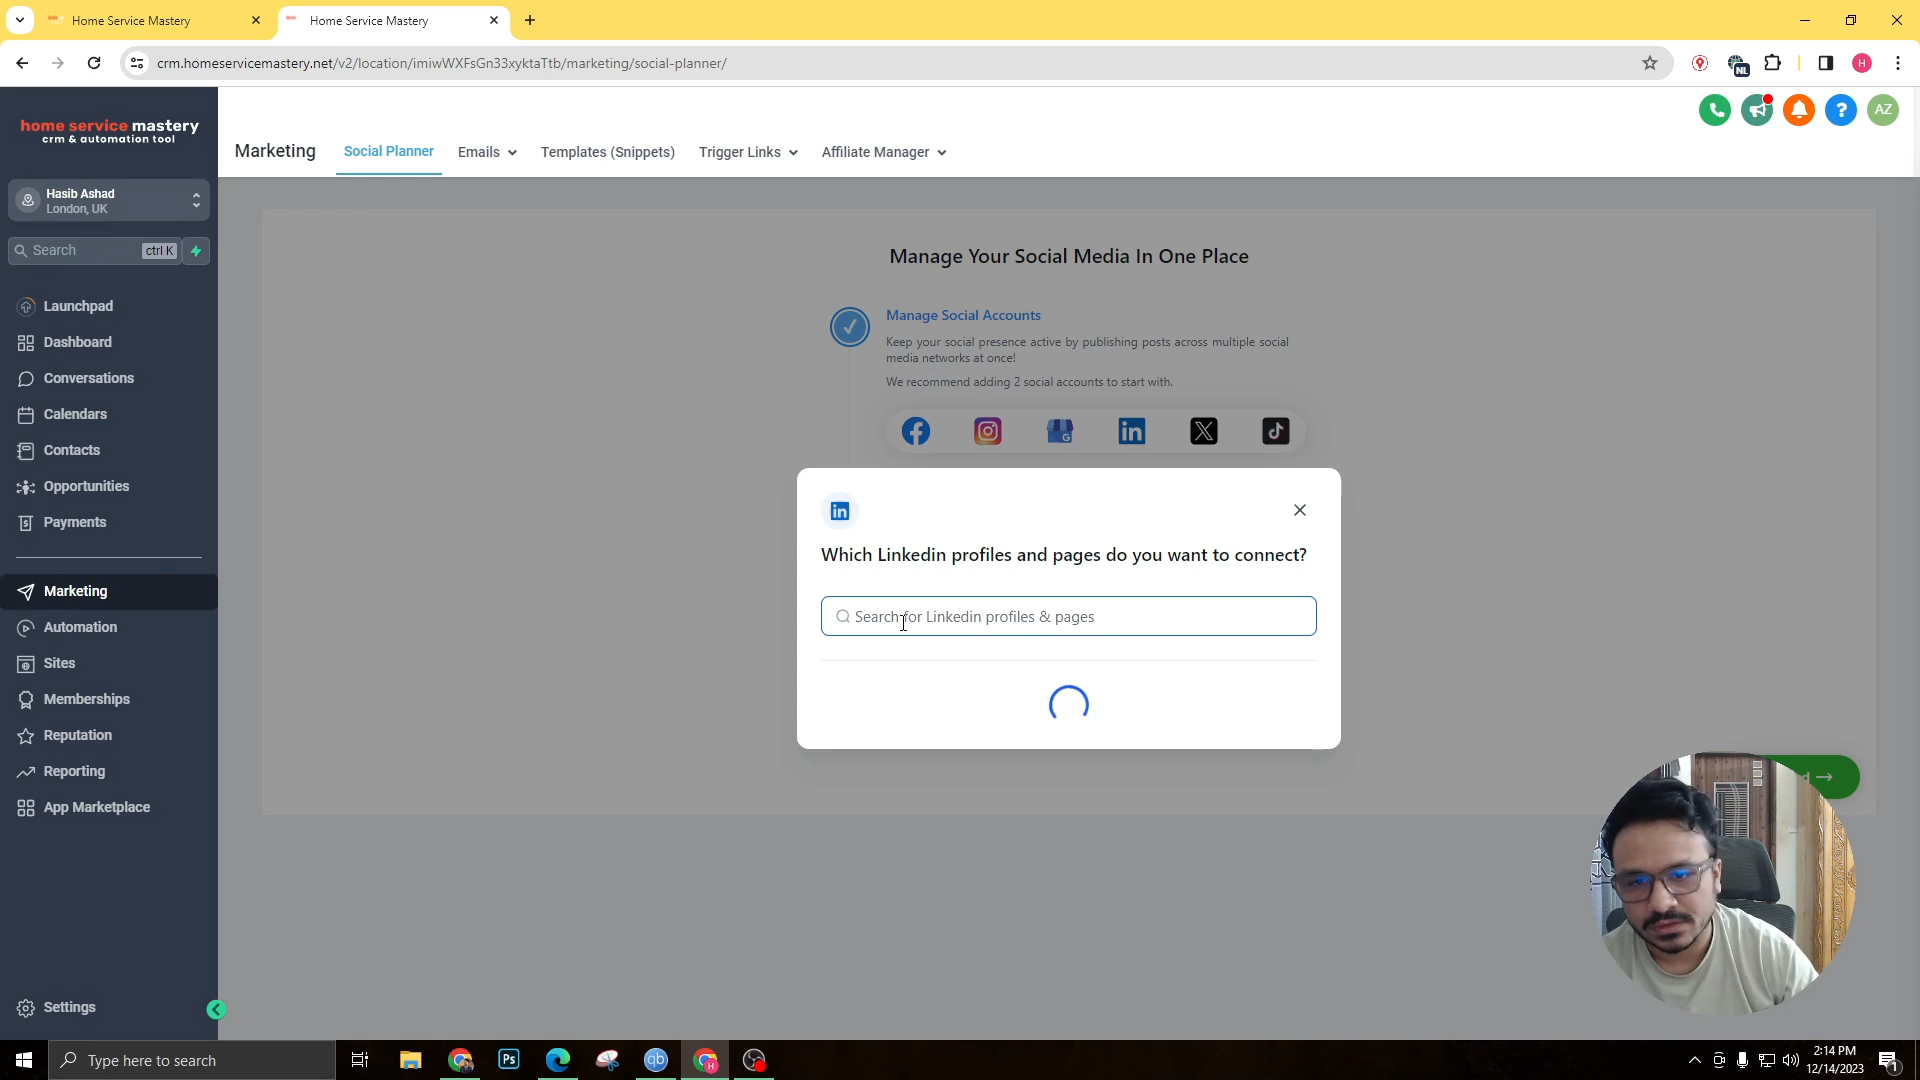 Home Service Mastery
Home Service Mastery
crm.homeservicemastery.net/v2/location/imiwWXFsGn33xyktaTtb/marketing/social-planner/
NL
H
home service mastery
crm & automation tool
Hasib Ashad
London, UK
Search
ctrl K
Launchpad
Dashboard
Conversations
Calendars
Contacts
Opportunities
Payments
Marketing
Automation
Sites
Memberships
Reputation
Reporting
App Marketplace
Settings
Marketing
Social Planner
Emails
Templates (Snippets)
Trigger Links
Affiliate Manager
AZ
Manage Your Social Media In One Place
Manage Social Accounts
Keep your social presence active by publishing posts across multiple social
media networks at once!
We recommend adding 2 social accounts to start with.
Which Linkedin profiles and pages do you want to connect?
Search for Linkedin profiles & pages
Type here to search
Ps
qb
2:14 PM
12/14/2023
1